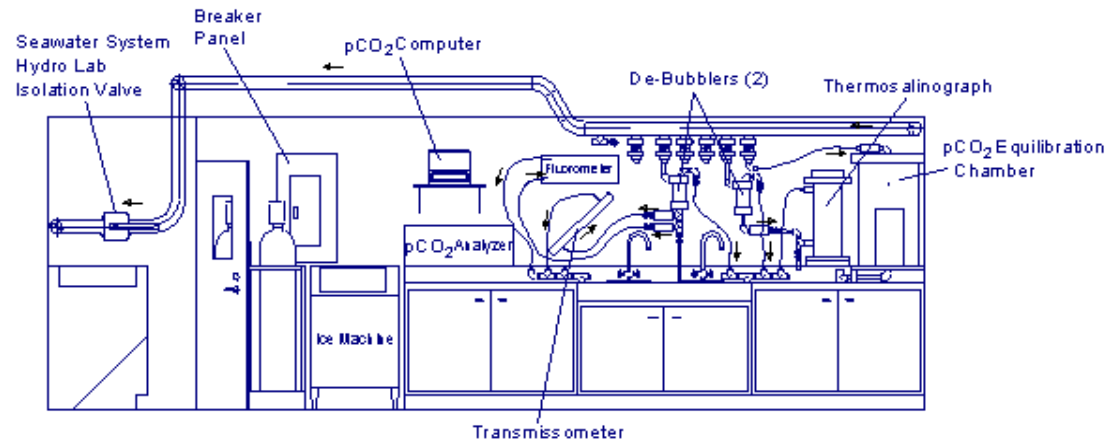 Seawater System
Hydro Lab
Isolation Valve
Breaker
Panel
pCO2 Computer
De-Bubblers (2)
Thermosalinograph
pCO2 Equilibration
Chamber
Fluorometer
pCO2 Analyzer
Ice Machine
Transmissometer